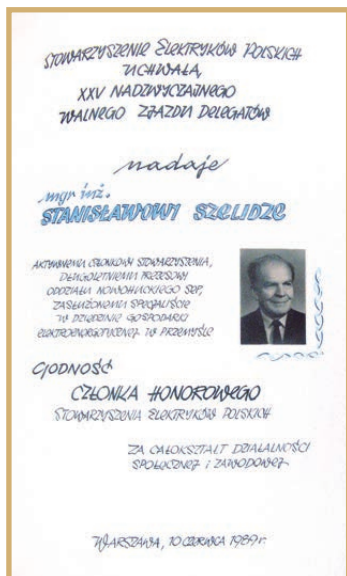 STOWARZYSZENIE ELEKTRYKÓW POLSKICH
UCHWAŁĄ
XXV NADZWYCZAJNEGO
WALNEGO ZJAZDU DELEGATÓW
nadaje
mgr inż.
STANISŁAWOWI SZELIDZE
AKTYWNEMU CZŁONKOWI STOWARZYSZENIA,
DŁUGOLETNIEMU PREZESOWI
ODDZIAŁU NOWOHUCKIEGO SEP,
ZASŁUŻONEMU SPECJALIŚCIE
W DZIEDZINIE GOSPODARKI
ELEKTROENERGETYCZNEJ W PRZEMYŚLE
GODNOŚĆ
CZŁONKA HONOROWEGO
STOWARZYSZENIA ELEKTRYKÓW POLSKICH
ZA CAŁOKSZTAŁT DZIAŁALNOŚCI
SPOŁECZNEJ I ZAWODOWEJ
WARSZAWA, 10 CZERWCA 1989 r.